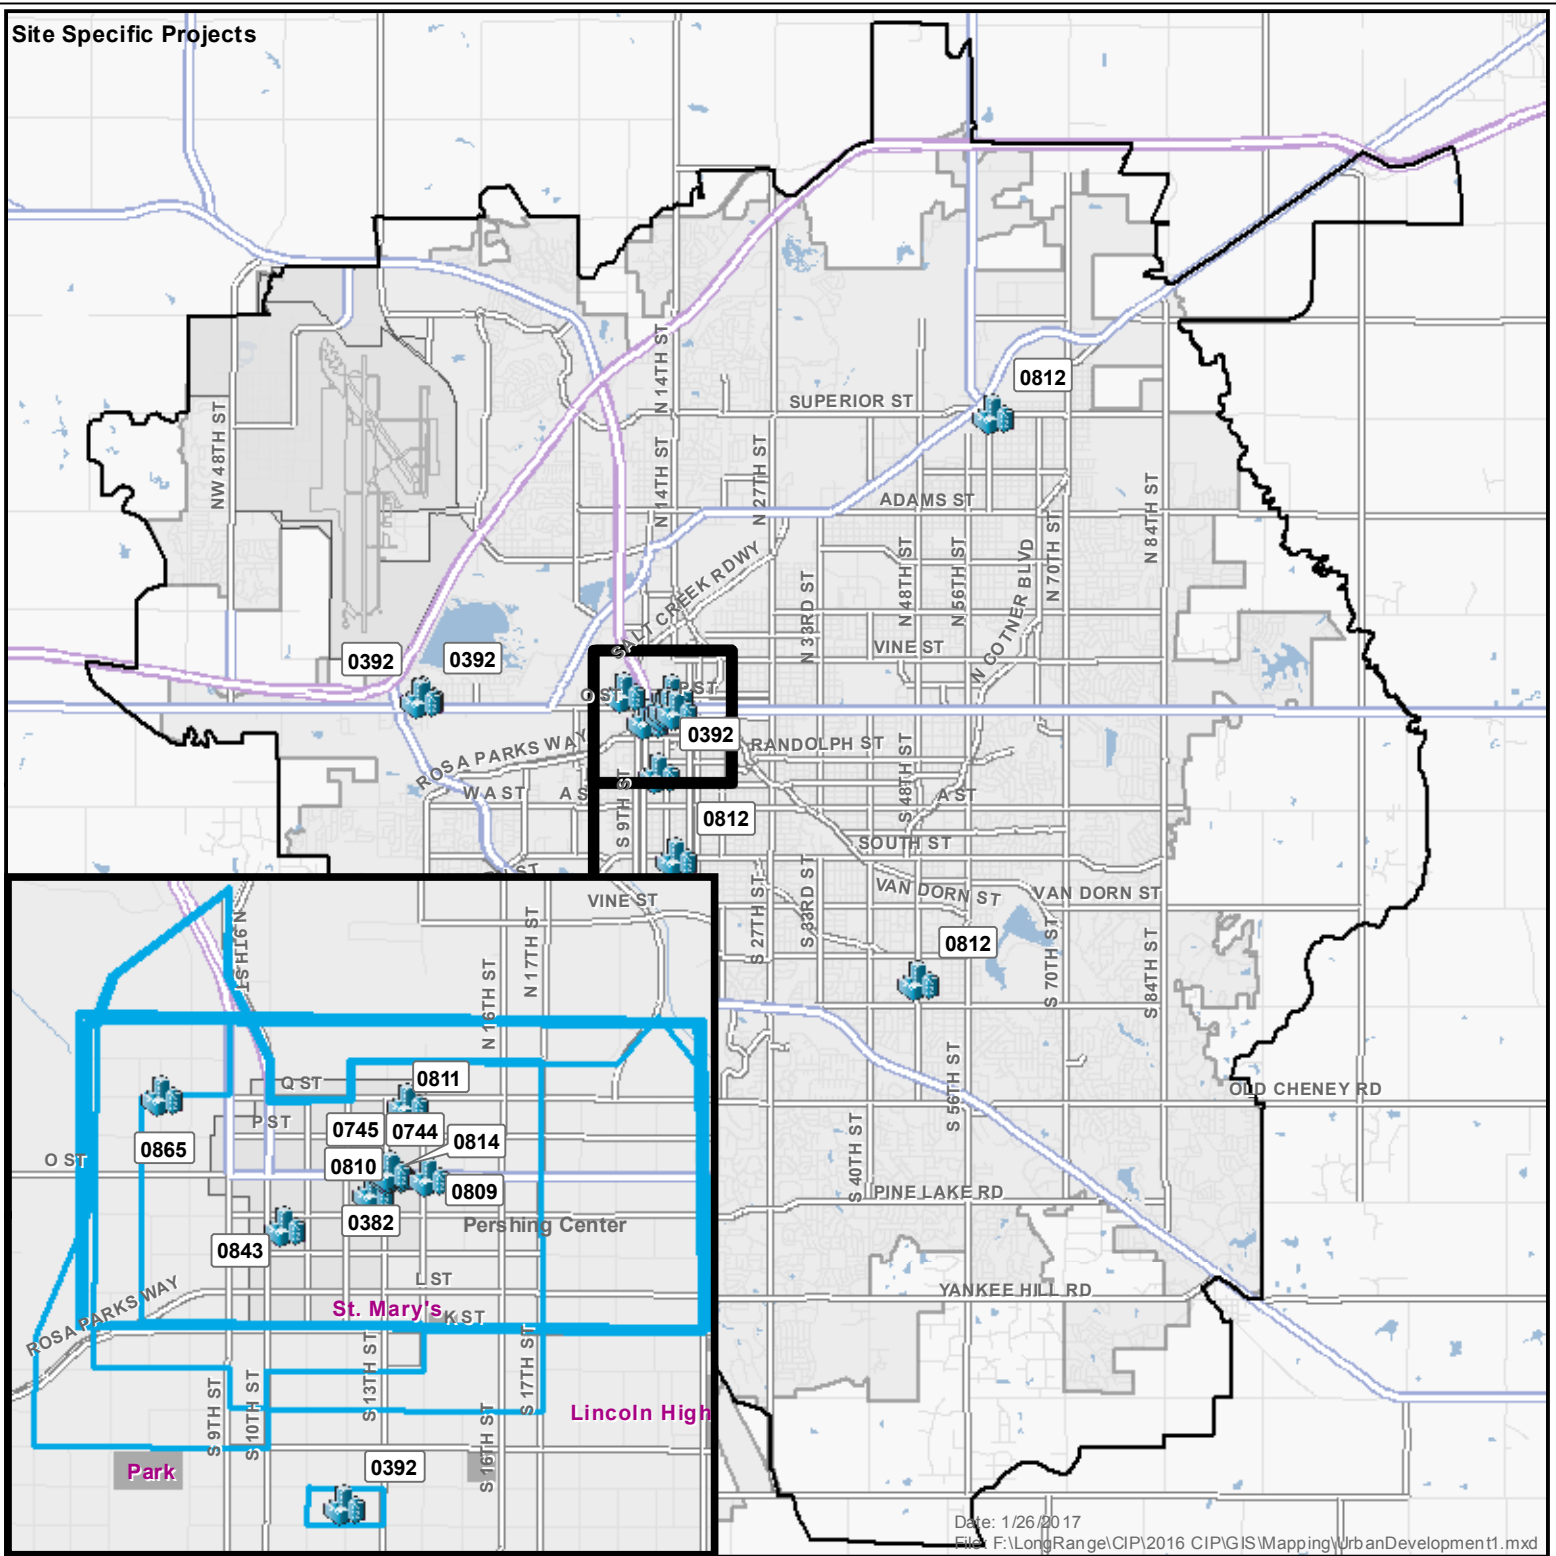 Site Specific Projects
0812
SUPERIOR ST
N 14TH ST
NW 48TH ST
N 14TH ST
N 27TH ST
ADAMS ST
N 84TH ST
N 70TH ST
N 48TH ST
N 56TH ST
N COTNER BLVD
SALT CREEK RDWY
N 33RD ST
VINE ST
0392
0392
O ST
P ST
0392
ROSA PARKS WAY
RANDOLPH ST
S 48TH ST
W A ST
A S
S 9TH ST
A ST
0812
SOUTH ST
ST
VAN DORN ST
VAN DORN ST
S 27TH ST
S 33RD ST
0812
S 70TH ST
S 84TH ST
S 56TH ST
OLD CHENEY RD
S 40TH ST
PINE LAKE RD
YANKEE HILL RD
VINE ST
N 9TH ST
N 17TH ST
N 16TH ST
Q ST
0811
P ST
0745
0744
0814
0865
O ST
0810
0809
0382
Pershing Center
0843
L ST
St. Mary's
K ST
ROSA PARKS WAY
S 13TH ST
S 17TH ST
S 9TH ST
S 10TH ST
S 16TH ST
Lincoln High
Park
0392
Date: 1/26/2017
File: F:\LongRange\CIP\2016 CIP\GIS\Mapping\UrbanDevelopment1.mxd